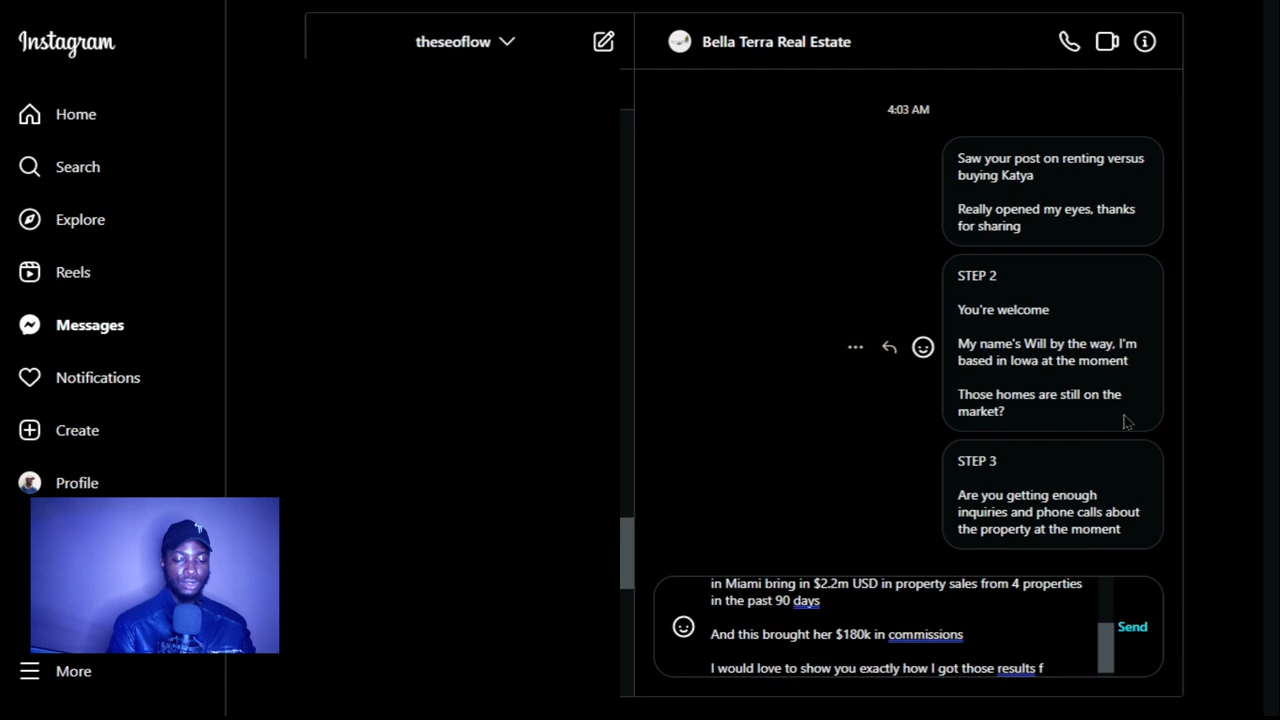 Instagram
Home
Search
Explore
Reels
Messages
Notifications
Create
Profile
More
theseoflow
Bella Terra Real Estate
4:03 AM
Saw your post on renting versus
buying Katya
Really opened my eyes, thanks
for sharing
STEP 2
You're welcome
My name's Will by the way, I'm
based in Iowa at the moment
Those homes are still on the
market?
STEP 3
Are you getting enough
inquiries and phone calls about
the property at the moment
in Miami bring in $2.2m USD in property sales from 4 properties
in the past 90 days
And this brought her $180k in commissions
I would love to show you exactly how I got those results f
Send